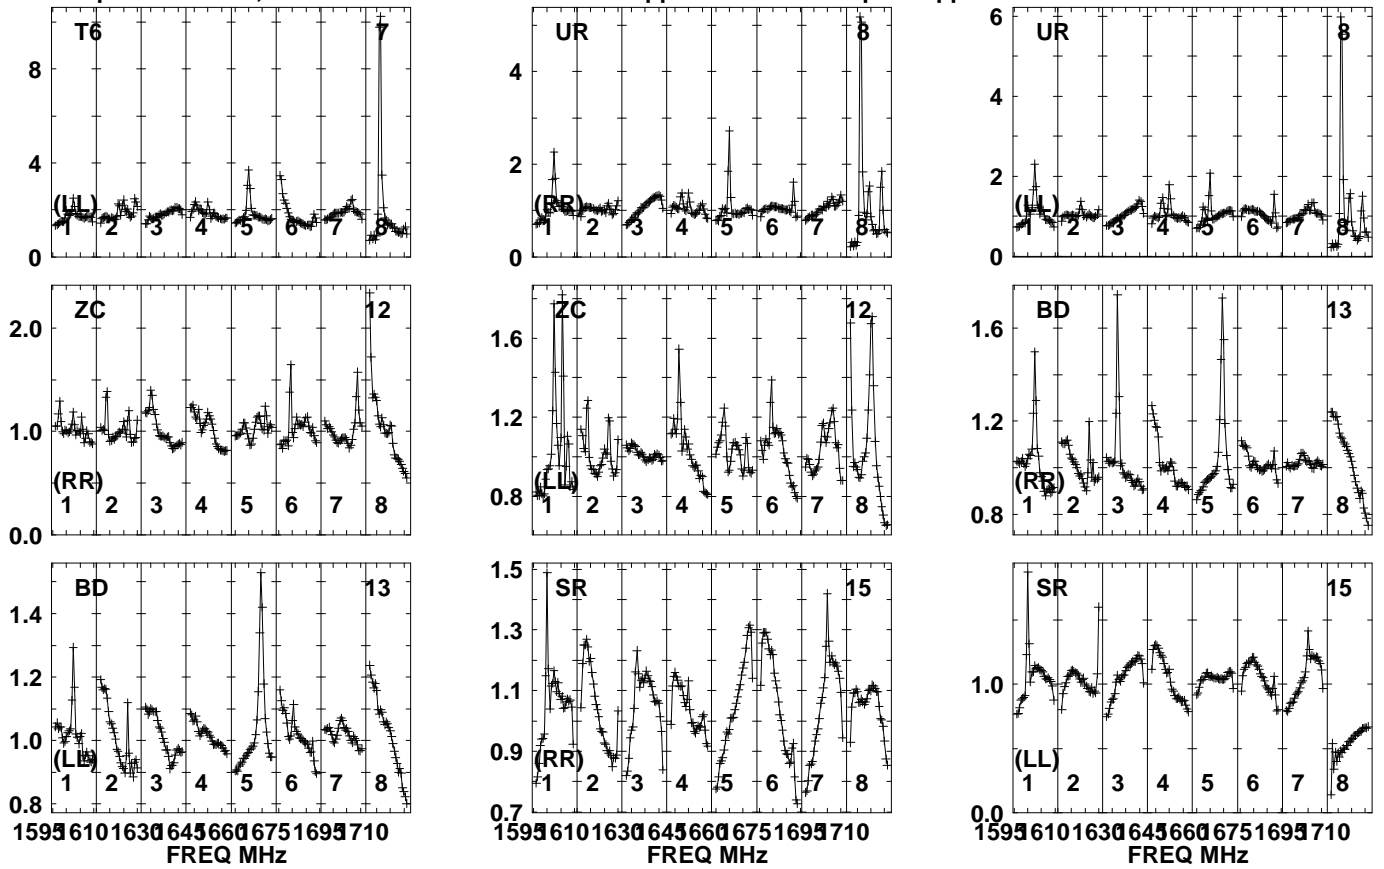 T6 7 UR 8 UR 8
8 4 6
4 2 4
2
(LL) (RR) (LL)
1 2 3 4 5 6 7 8 1 2 3 4 5 6 7 8 1 2 3 4 5 6 7 8
0 0 0
ZC 12 ZC 12 BD 13
2.0 1.6 1.6
1.0 1.2 1.2
(RR) (LL) (RR)
1 2 3 4 5 6 7 8 1 2 3 4 5 6 7 8 1 2 3 4 5 6 7 8
0.0 0.8 0.8
BD 13 SR 15 SR 15
1.4 1.5
1.2 1.3 1.0
1.0 1.1
0.9
(LL) (RR) (LL)
1 2 3 4 5 6 7 8 1 2 3 4 5 6 7 8 1 2 3 4 5 6 7 8
0.8 0.7 0.0
1595 1610 1630 1645 1660 1675 1695 1710 1595 1610 1630 1645 1660 1675 1695 1710 1595 1610 1630 1645 1660 1675 1695 1710
FREQ MHz FREQ MHz FREQ MHz